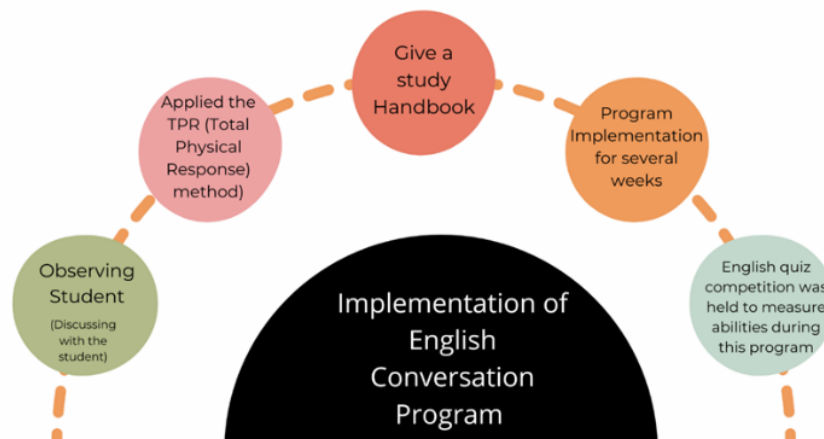 Observing
Student
(Discussing
with the
student)
Applied the
TPR (Total
Physical
Response)
method)
Give a
study
Handbook
Program
Implementation
for several
weeks
English quiz
competition was
held to measure
abilities during
this program
Implementation of
English
Conversation
Program